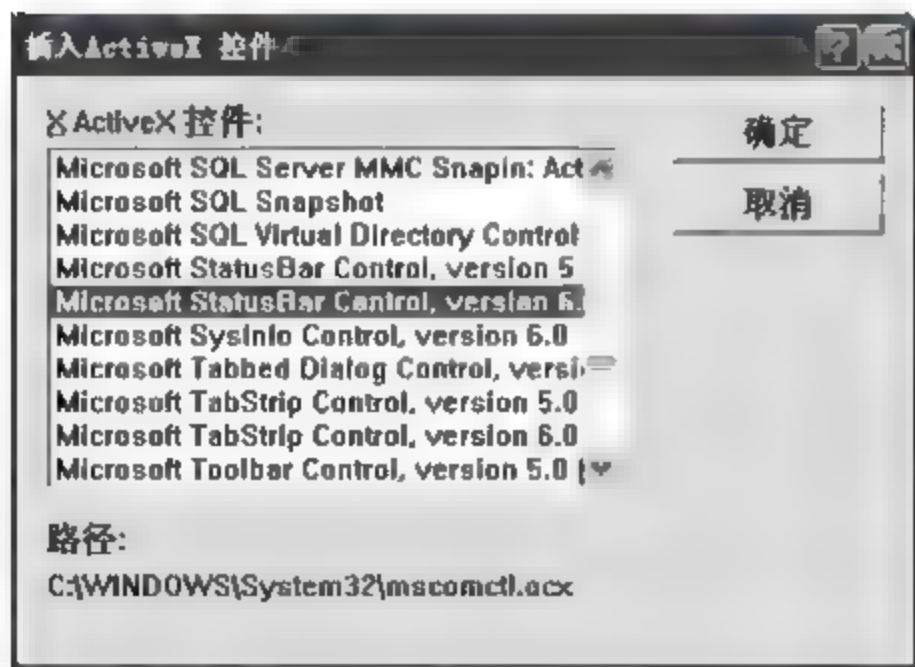 插入ActiveX 控件
X ActiveX 控件:
确定
取消
Microsoft SQL Server MMC Snapin: Act
Microsoft SQL Snapshot
Microsoft SQL Virtual Directory Control
Microsoft StatusBar Control, version 5
Microsoft StatusBar Control, version 6.
Microsoft SysInfo Control, version 6.0
Microsoft Tabbed Dialog Control, versi
Microsoft TabStrip Control, version 5.0
Microsoft TabStrip Control, version 6.0
Microsoft Toolbar Control, version 5.0 (
路径:
C:\WINDOWS\System32\mscomctl.ocx